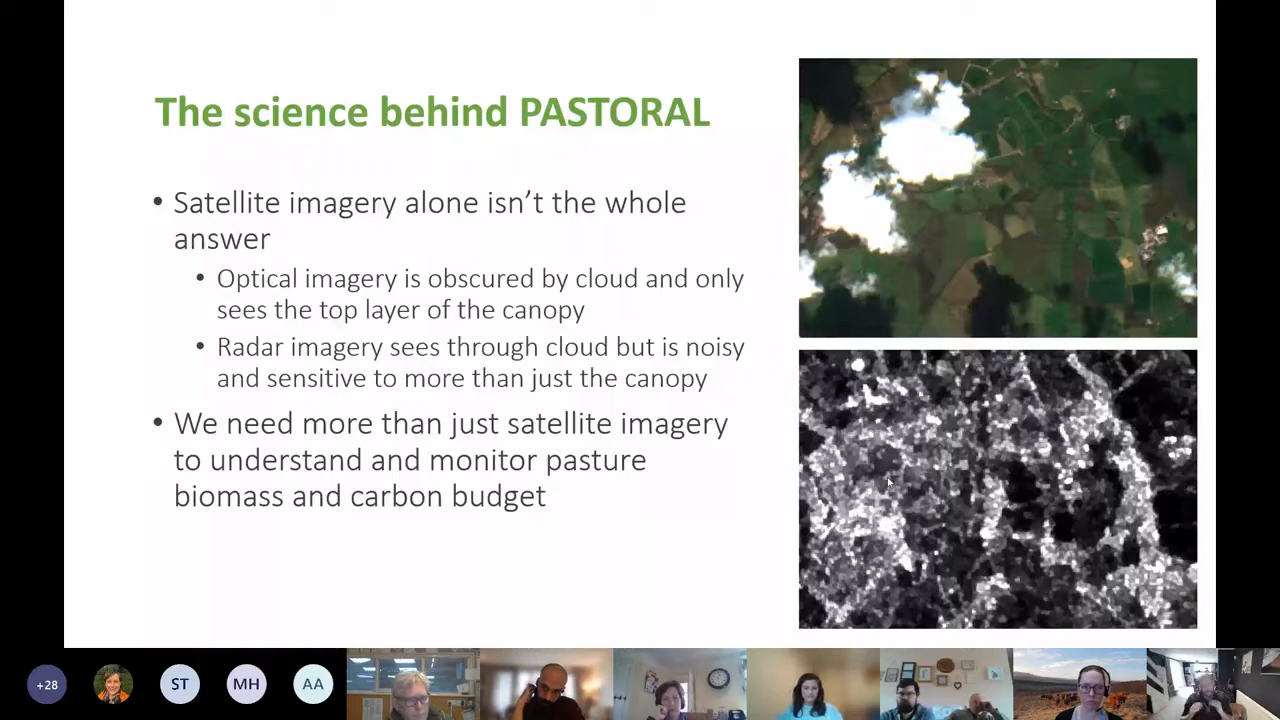 The science behind PASTORAL
• Satellite imagery alone isn’t the whole
answer
• Optical imagery is obscured by cloud and only
sees the top layer of the canopy
• Radar imagery sees through cloud but is noisy
and sensitive to more than just the canopy
• We need more than just satellite imagery
to understand and monitor pasture
biomass and carbon budget
+28
ST
MH
AA